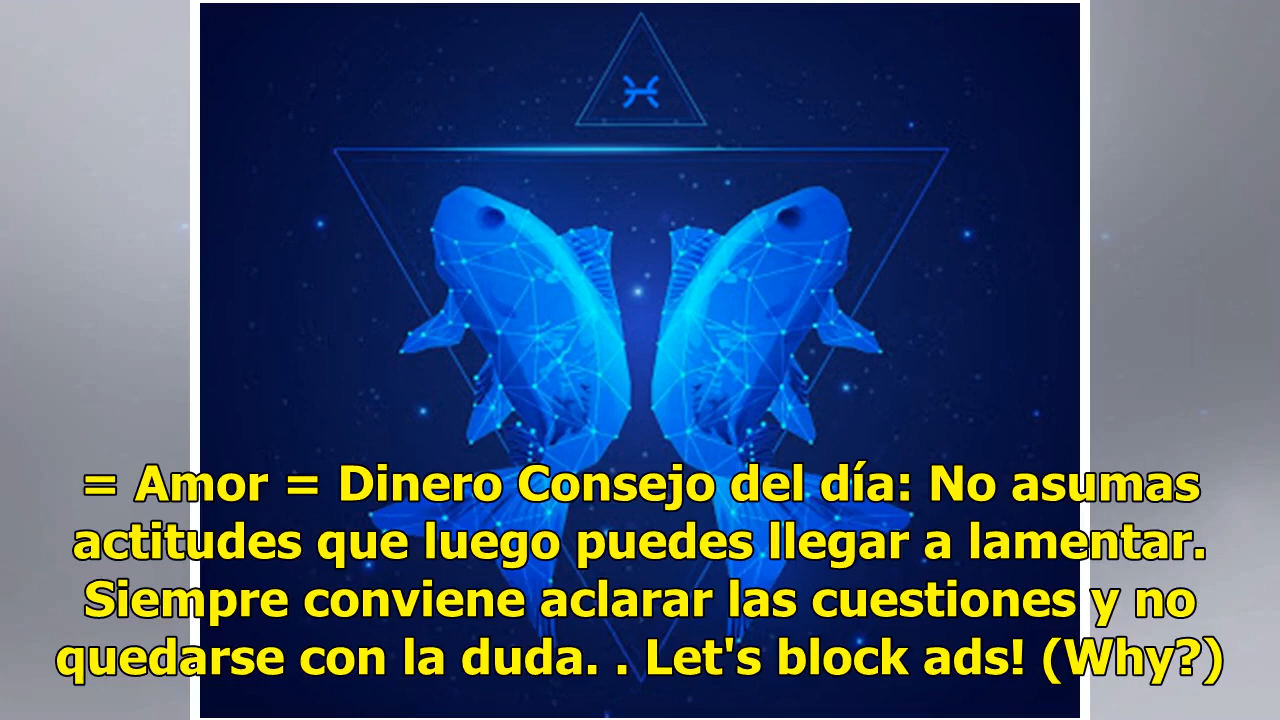 = Amor = Dinero Consejo del día: No asumas
actitudes que luego puedes llegar a lamentar.
Siempre conviene aclarar las cuestiones y no
quedarse con la duda. . Let's block ads! (Why?)